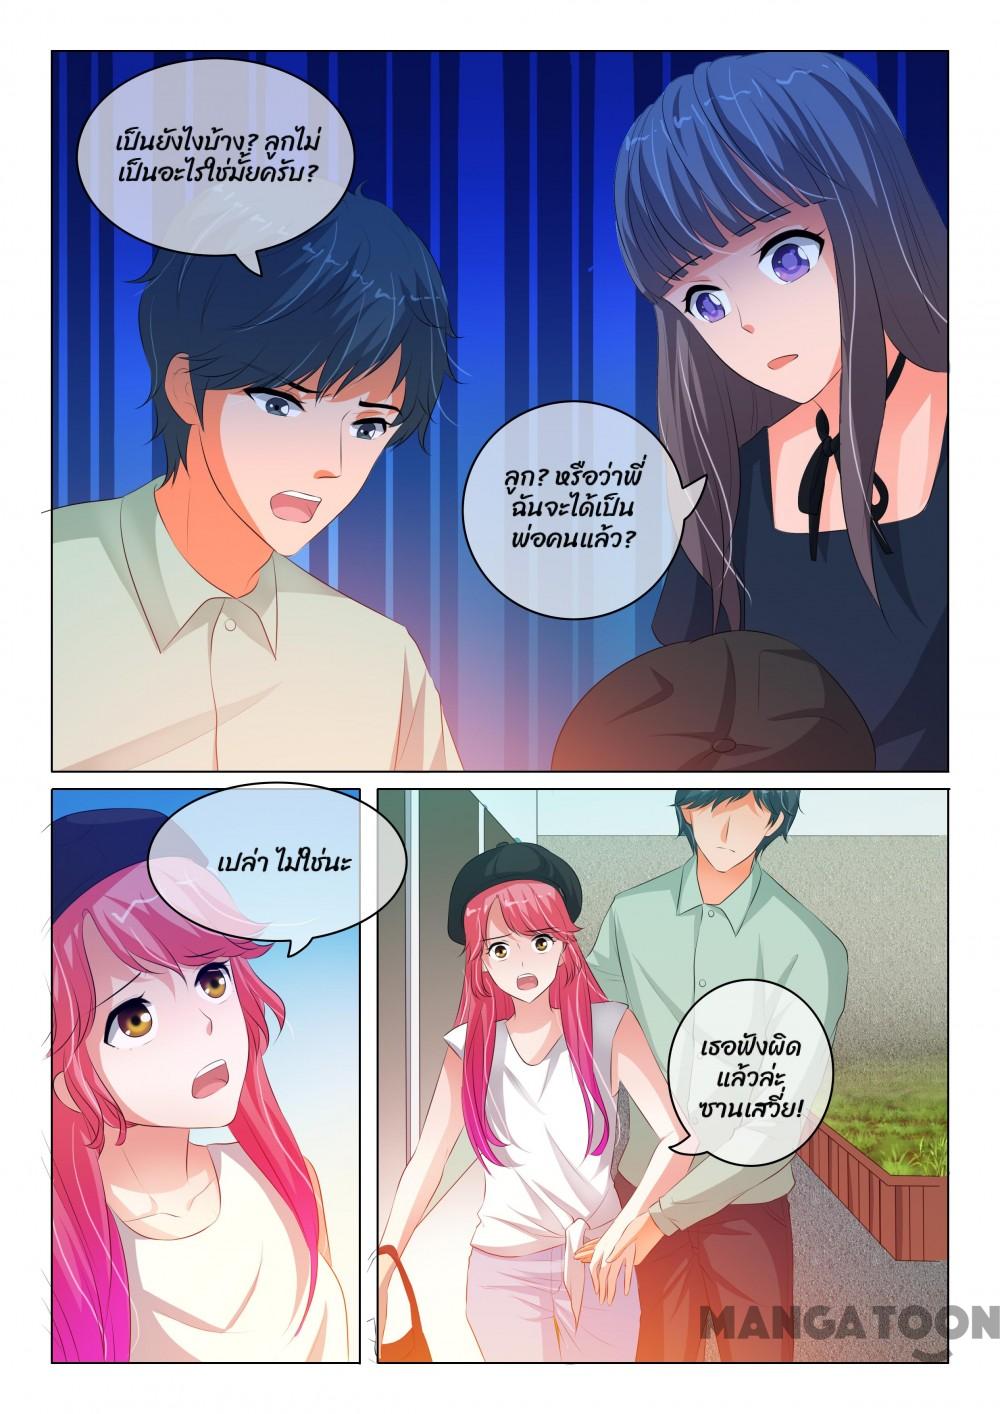 เป็นยังไงบ้าง? ลูกไม่
เป็นอะไรใช่มั้ยครับ?
ลูก? หรือว่าพี่
ฉันจะได้เป็น
พ่อคนแล้ว?
เปล่า ไม่ใช่นะ
เธอฟังผิด
แล้วล่ะ
ซานเสวี่ย!
MANGATOON